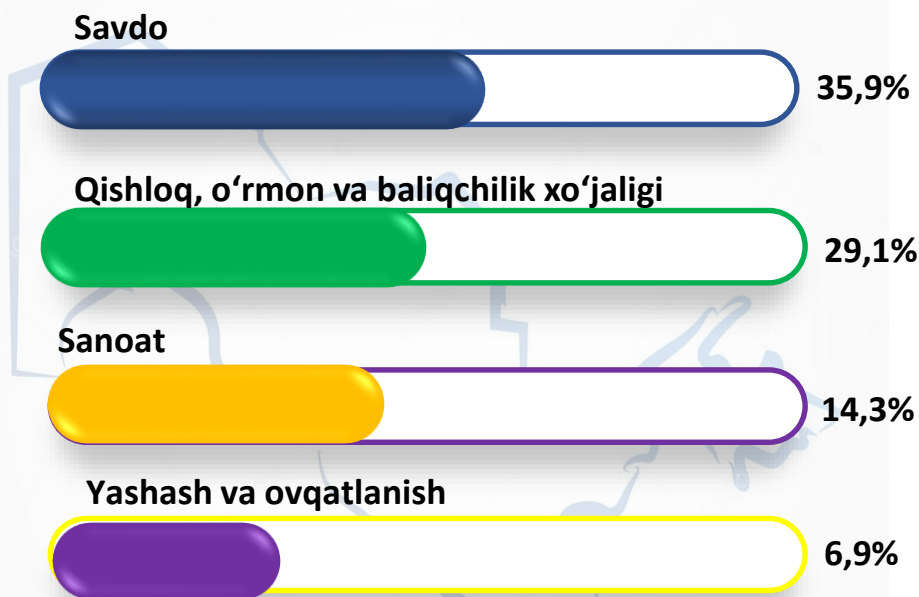 Savdo
35,9%
Qishloq, o‘rmon va baliqchilik xo‘jaligi
29,1%
Sanoat
14,3%
Yashash va ovqatlanish
6,9%